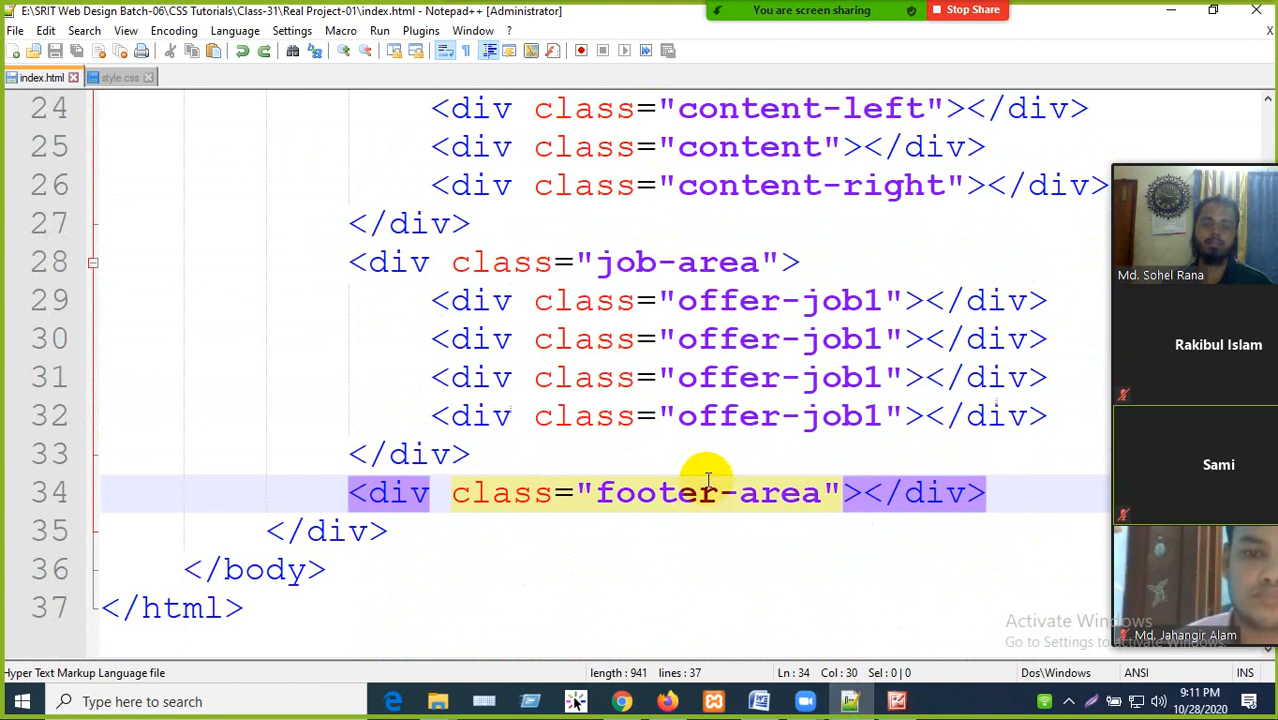 E:\SRIT Web Design Batch-06\CSS Tutorials\Class-31\Real Project-01\index.html - Notepad++ [Administrator]
You are screen sharing
Stop Share
File Edit Search View Encoding Language Settings Macro Run Plugins Window ?
X
index.html style.css
24 <div class="content-left"></div>
25 <div class="content"></div>
26 <div class="content-right"></div>
27 </div>
28 <div class="job-area">
29 <div class="offer-job1"></div>
30 <div class="offer-job1"></div>
31 <div class="offer-job1"></div>
32 <div class="offer-job1"></div>
33 </div>
34 <div class="footer-area"></div>
35 </div>
36 </body>
37 </html>
Md. Sohel Rana
Rakibul Islam
Sami
Md. Jahangir Alam
Activate Windows
Go to Settings to activate Windows.
Hyper Text Markup Language file length : 941 lines : 37 Ln : 34 Col : 30 Sel : 0 | 0 Dos\Windows ANSI INS
Type here to search
9:11 PM
10/28/2020